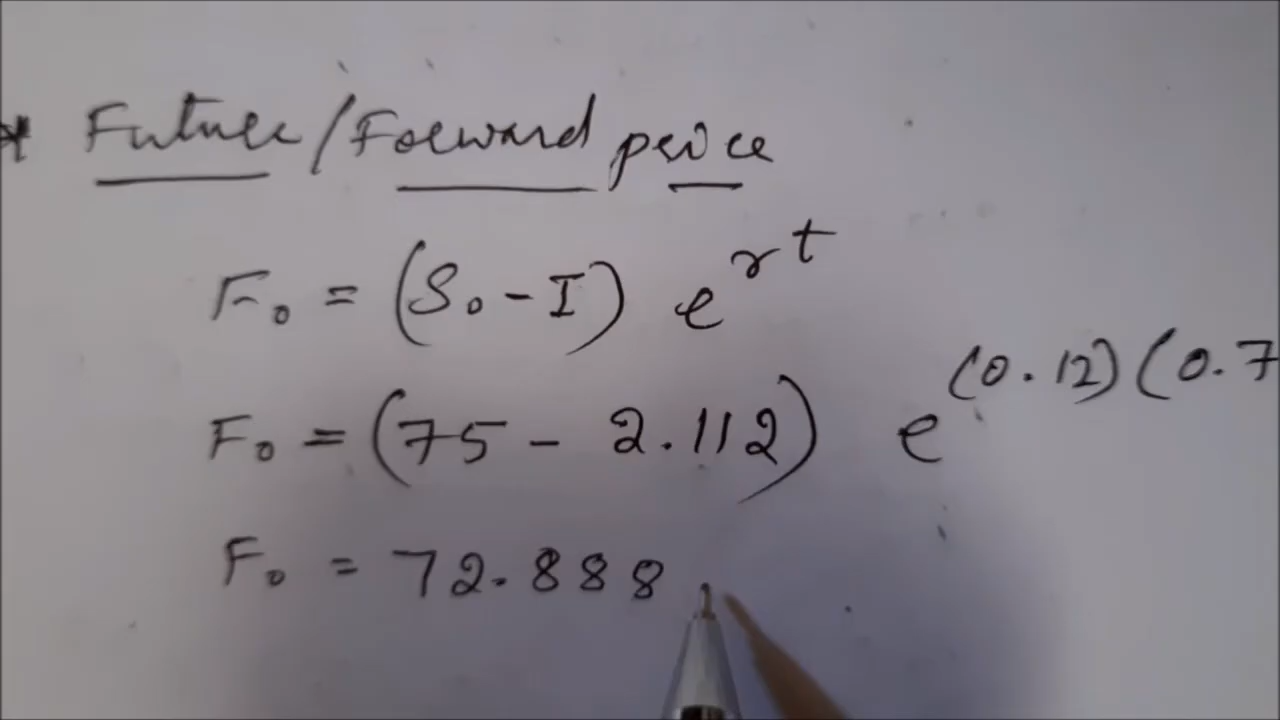 * Future/Forward price
F₀ = (S₀ - I) e^rt
F₀ = (75 - 2.112) e^(0.12)(0.7
F₀ = 72.888